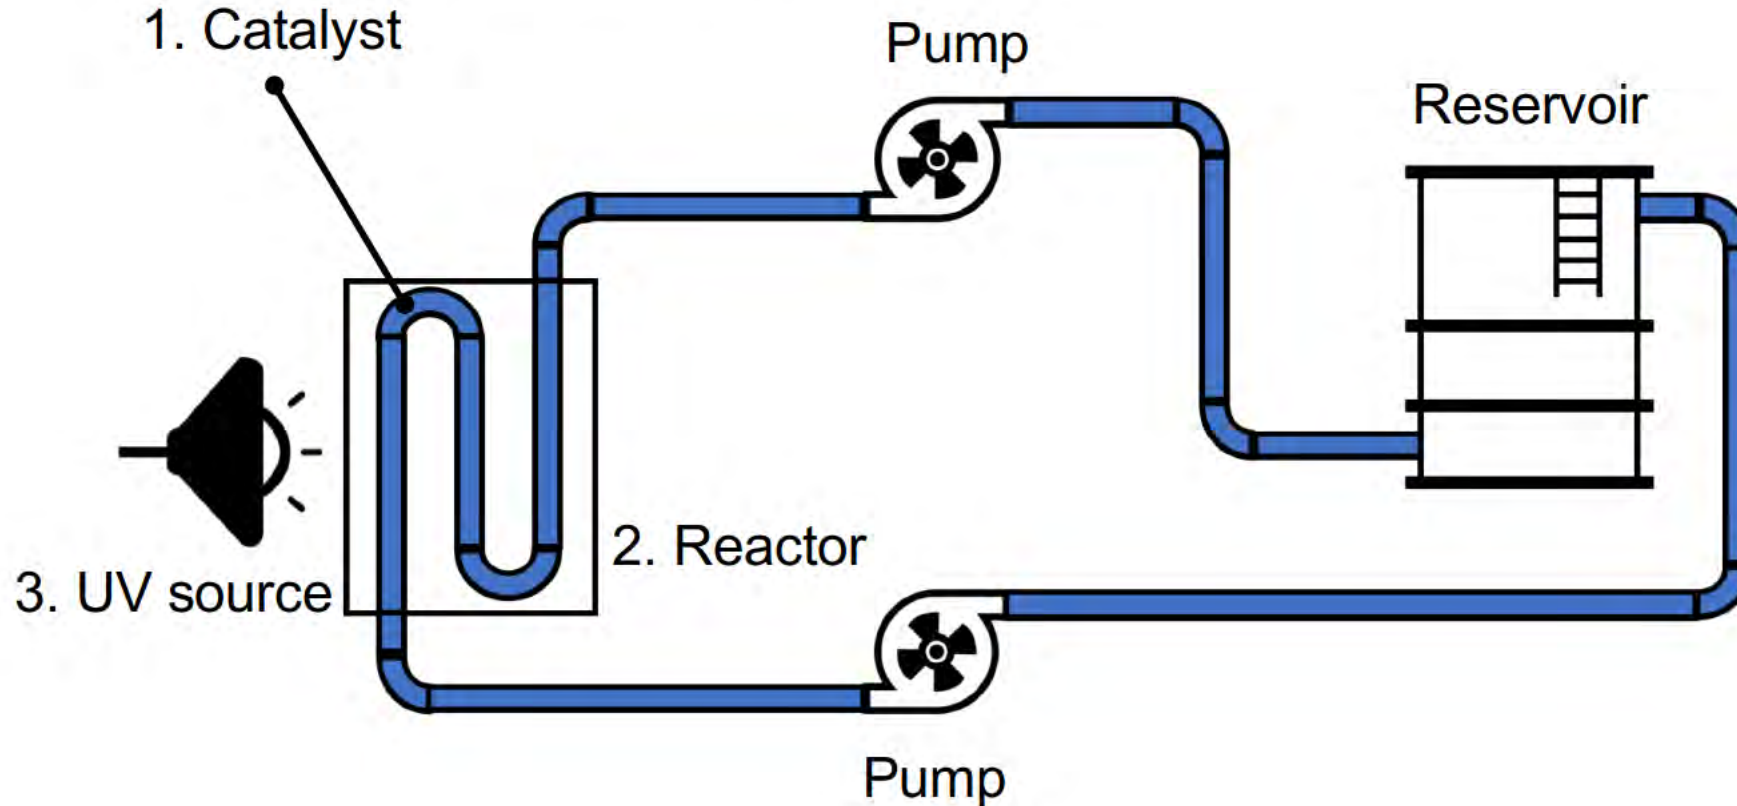 1. Catalyst
Pump
Reservoir
2. Reactor
3. UV source
Pump